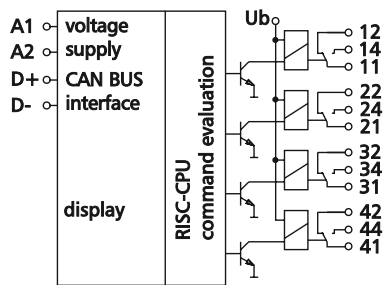 A1 voltage
A2 supply
D+ CAN BUS
D- interface
display
RISC-CPU
command evaluation
Ub
12
14
11
22
24
21
32
34
31
42
44
41